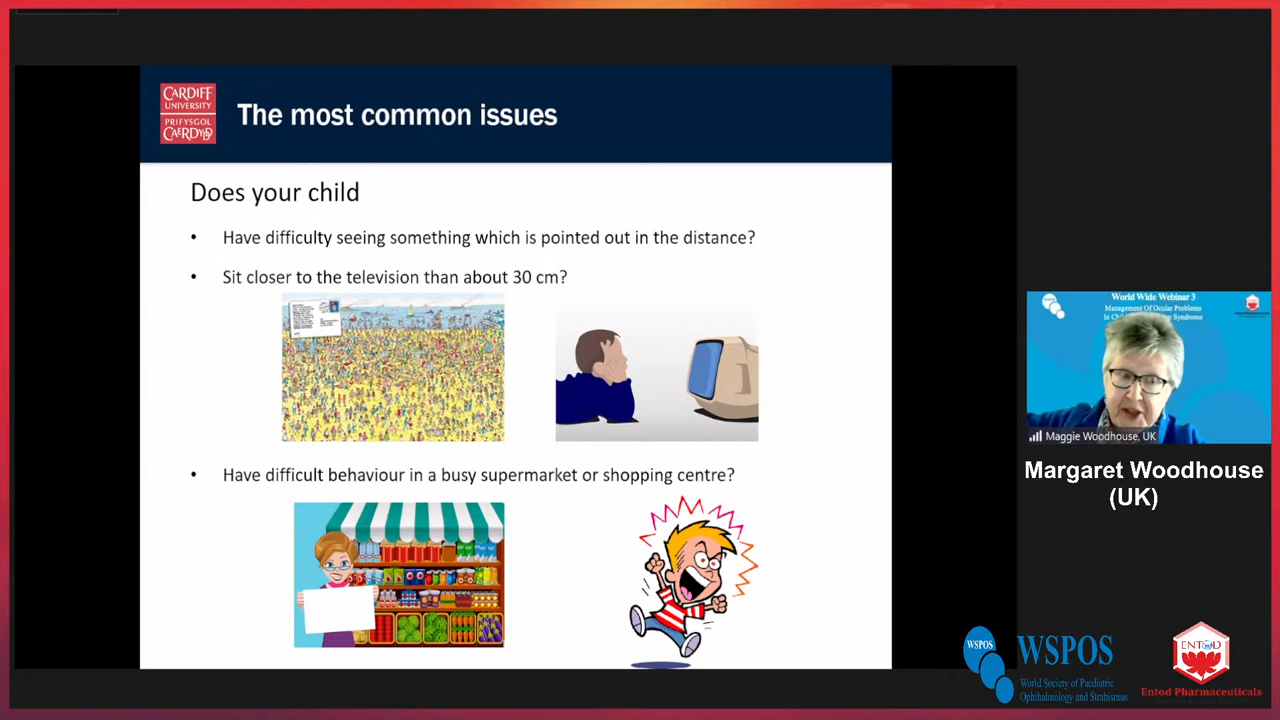 CARDIFF
UNIVERSITY
PRIFYSGOL
CAERDYDD
The most common issues
Does your child
• Have difficulty seeing something which is pointed out in the distance?
• Sit closer to the television than about 30 cm?
• Have difficult behaviour in a busy supermarket or shopping centre?
World Wide Webinar 3
Management Of Ocular Problems
In Syndrome
Maggie Woodhouse, UK
Margaret Woodhouse
(UK)
WSPOS
WSPOS
World Society of Paediatric
Ophthalmology and Strabismus
ENTOD
Entod Pharmaceuticals